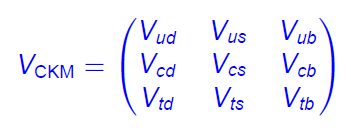 V_ud V_us V_ub
V_CKM = V_cd V_cs V_cb
V_td V_ts V_tb